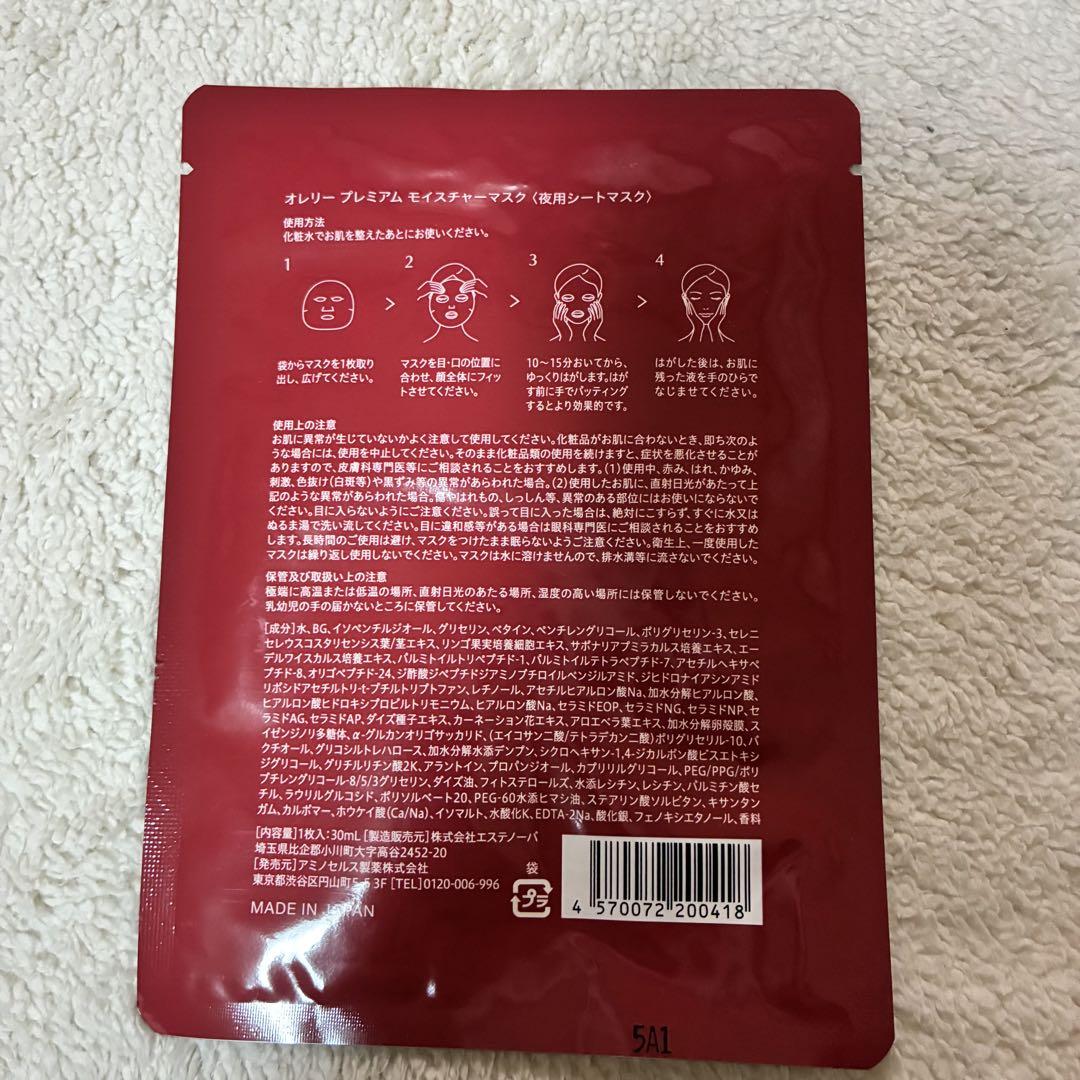 オレリー プレミアム モイスチャーマスク〈夜用シートマスク〉
使用方法
化粧水でお肌を整えたあとにお使いください。
1
2
3
4
袋からマスクを1枚取り
出し、広げてください。
マスクを目・口の位置に
合わせ、顔全体にフィッ
トさせてください。
10〜15分おいてから、
ゆっくりはがします。はが
す前に手でパッティング
するとより効果的です。
はがした後は、お肌に
残った液を手のひらで
なじませてください。
使用上の注意
お肌に異常が生じていないかよく注意して使用してください。化粧品がお肌に合わないとき、即ち次のよ
うな場合には、使用を中止してください。そのまま化粧品類の使用を続けますと、症状を悪化させることが
ありますので、皮膚科専門医等にご相談されることをおすすめします。(1)使用中、赤み、はれ、かゆみ、
刺激、色抜け(白斑等)や黒ずみ等の異常があらわれた場合。(2)使用したお肌に、直射日光があたって上
記のような異常があらわれた場合。傷やはれもの、しっしん等、異常のある部位にはお使いにならないで
ください。目に入らないようにご注意ください。誤って目に入った場合は、絶対にこすらず、すぐに水又は
ぬるま湯で洗い流してください。目に違和感等がある場合は眼科専門医にご相談されることをおすすめ
します。長時間のご使用は避け、マスクをつけたまま眠らないようご注意ください。衛生上、一度使用した
マスクは繰り返し使用しないでください。マスクは水に溶けませんので、排水溝等に流さないでください。
保管及び取扱い上の注意
極端に高温または低温の場所、直射日光のあたる場所、湿度の高い場所には保管しないでください。
乳幼児の手の届かないところに保管してください。
[成分]水、BG、イソペンチルジオール、グリセリン、ベタイン、ペンチレングリコール、ポリグリセリン-3、セレニ
セレウスコスタリセンシス葉/茎エキス、リンゴ果実培養細胞エキス、サポナリアプミラカルス培養エキス、エー
デルワイスカルス培養エキス、パルミトイルトリペプチド-1、パルミトイルテトラペプチド-7、アセチルヘキサペ
プチド-8、オリゴペプチド-24、ジ酢酸ジペプチドジアミノブチロイルベンジルアミド、ジヒドロナイアシンアミド
リボシドアセチルトリt-ブチルトリプトファン、レチノール、アセチルヒアルロン酸Na、加水分解ヒアルロン酸、
ヒアルロン酸ヒドロキシプロピルトリモニウム、ヒアルロン酸Na、セラミドEOP、セラミドNG、セラミドNP、セ
ラミドAG、セラミドAP、ダイズ種子エキス、カーネーション花エキス、アロエベラ葉エキス、加水分解卵殻膜、ス
イゼンジノリ多糖体、α-グルカンオリゴサッカリド、(エイコサン二酸/テトラデカン二酸)ポリグリセリル-10、バ
クチオール、グリコシルトレハロース、加水分解水添デンプン、シクロヘキサン-1,4-ジカルボン酸ビスエトキシ
ジグリコール、グリチルリチン酸2K、アラントイン、プロパンジオール、カプリリルグリコール、PEG/PPG/ポリ
ブチレングリコール-8/5/3グリセリン、ダイズ油、フィトステロールズ、水添レシチン、レシチン、パルミチン酸セ
チル、ラウリルグルコシド、ポリソルベート20、PEG-60水添ヒマシ油、ステアリン酸ソルビタン、キサンタン
ガム、カルボマー、ホウケイ酸(Ca/Na)、イソマルト、水酸化K、EDTA-2Na、酸化銀、フェノキシエタノール、香料
[内容量]1枚入:30mL [製造販売元]株式会社エステノーバ
埼玉県比企郡小川町大字高谷2452-20
[発売元]アミノセルス製薬株式会社
東京都渋谷区円山町5-5 3F [TEL]0120-006-996
MADE IN JAPAN
袋
プラ
4 570072 200418
5A1